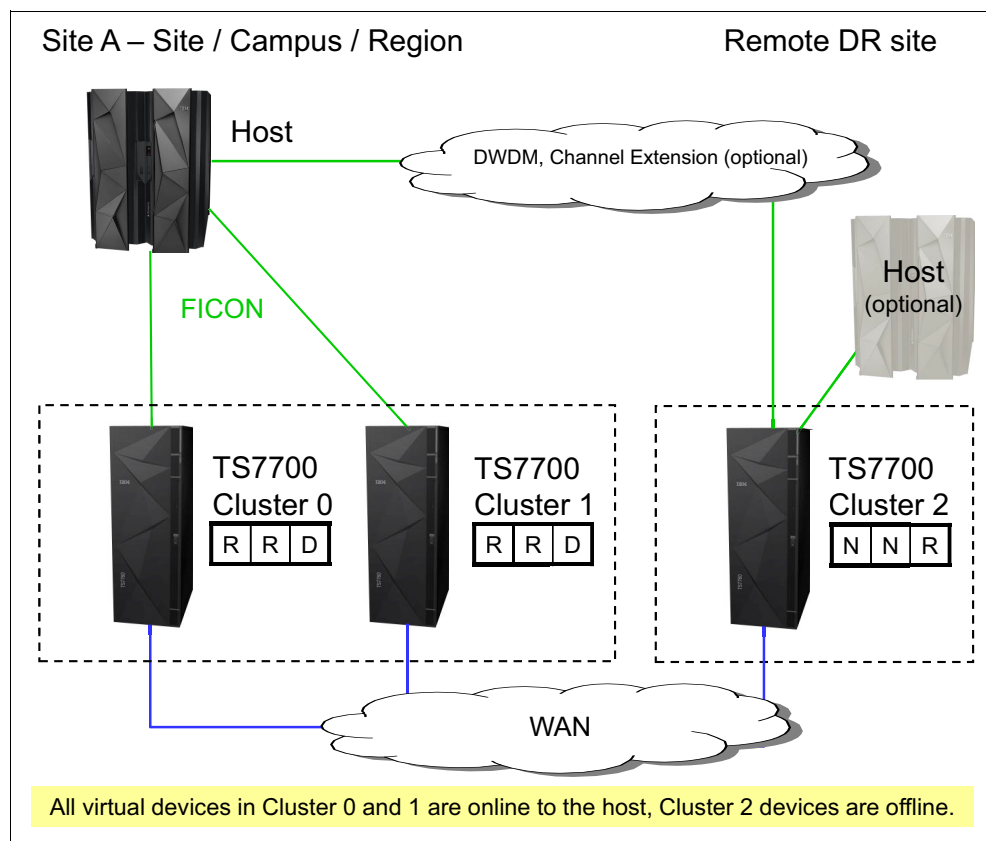 Site A – Site / Campus / Region
Remote DR site
Host
DWDM, Channel Extension (optional)
Host
(optional)
FICON
TS7700
Cluster 0
R R D
TS7700
Cluster 1
R R D
TS7700
Cluster 2
N N R
WAN
All virtual devices in Cluster 0 and 1 are online to the host, Cluster 2 devices are offline.